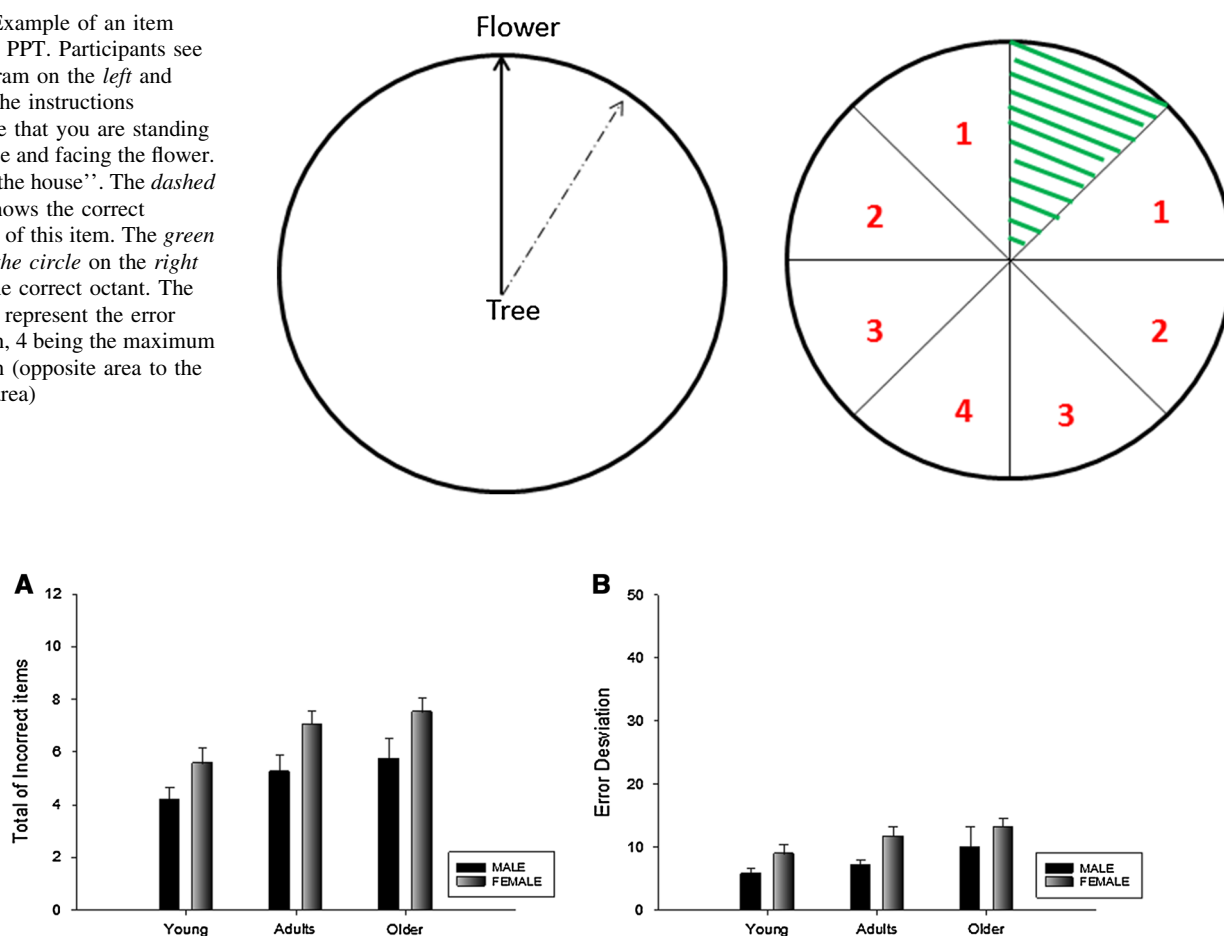 Example of an item
PPT. Participants see
ram on the left and
he instructions
e that you are standing
e and facing the flower.
the house’’. The dashed
hows the correct
of this item. The green
the circle on the right
e correct octant. The
represent the error
n, 4 being the maximum
n (opposite area to the
rea)
Flower
Tree
1
1
2
2
3
3
4
A
12
10
8
6
4
2
0
Total of Incorrect items
Young
Adults
Older
MALE
FEMALE
B
50
40
30
20
10
0
Error Desviation
Young
Adults
Older
MALE
FEMALE